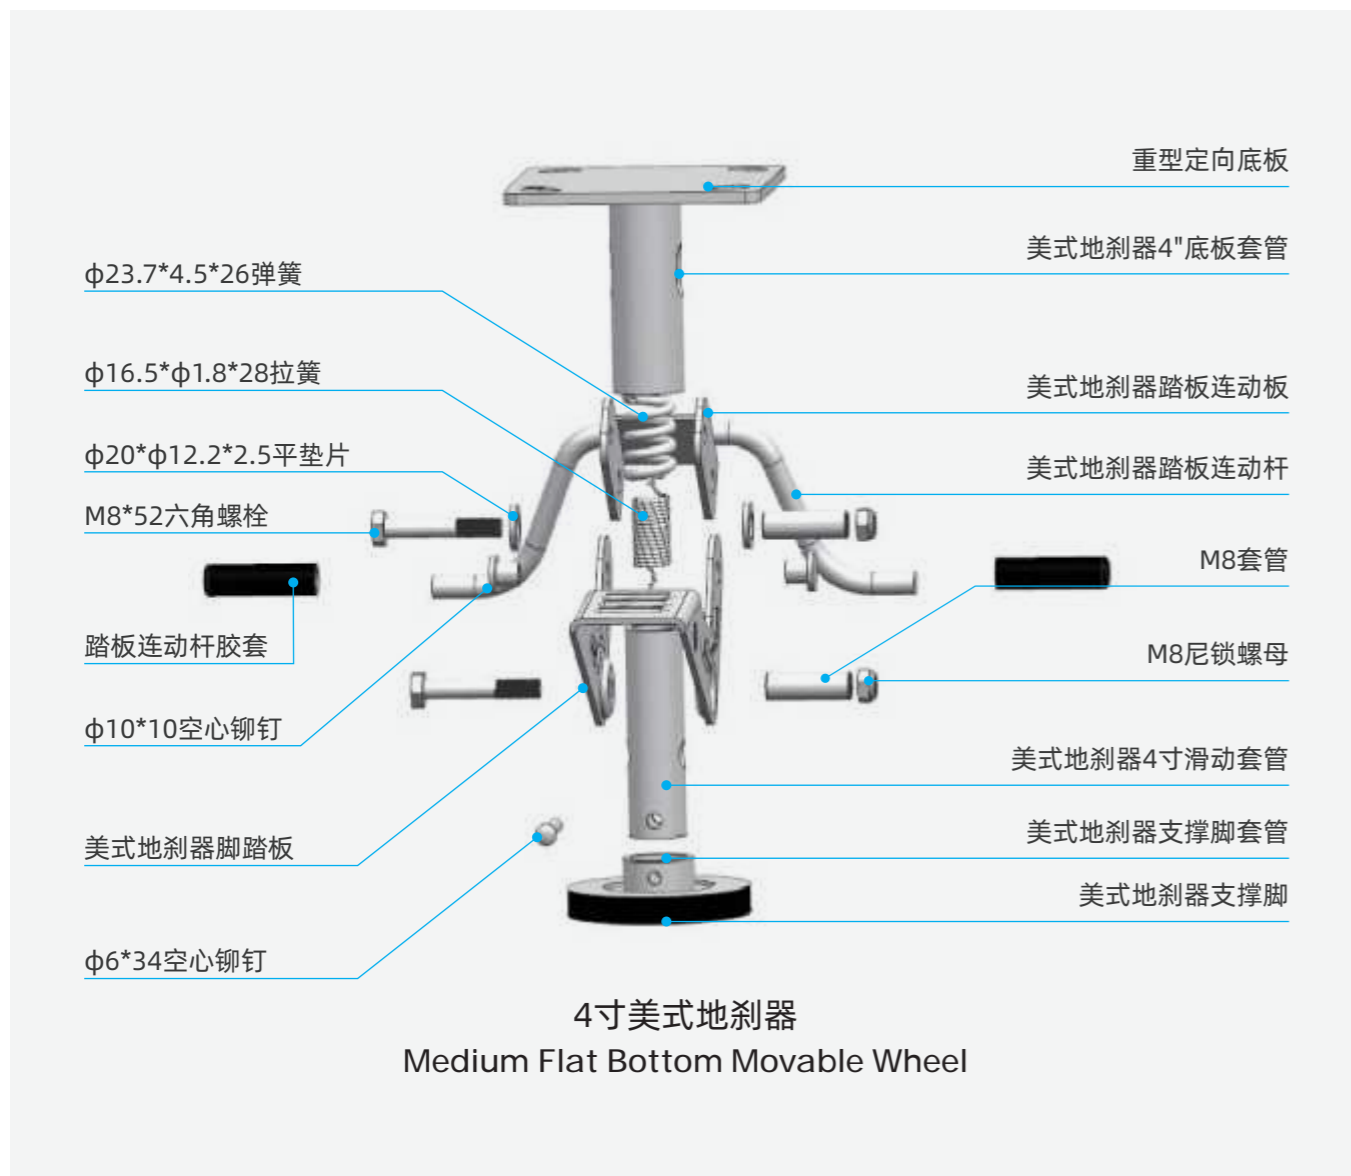 重型定向底板
美式地刹器4"底板套管
φ23.7*4.5*26弹簧
φ16.5*φ1.8*28拉簧
美式地刹器踏板连动板
φ20*φ12.2*2.5平垫片
美式地刹器踏板连动杆
M8*52六角螺栓
M8套管
踏板连动杆胶套
M8尼锁螺母
φ10*10空心铆钉
美式地刹器4寸滑动套管
美式地刹器支撑脚套管
美式地刹器脚踏板
美式地刹器支撑脚
φ6*34空心铆钉
4寸美式地刹器
Medium Flat Bottom Movable Wheel